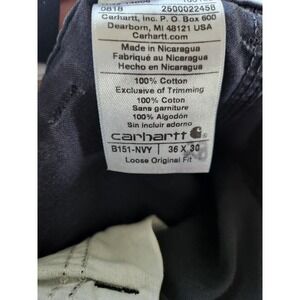 0818 2500022458
Carhartt, Inc. P.O. Box 600
Dearborn, MI 48121 USA
Carhartt.com
Made in Nicaragua
Fabriqué au Nicaragua
Hecho en Nicaragua
100% Cotton
Exclusive of Trimming
100% Coton
Sans garniture
100% Algodón
Sin incluir adorno
carhartt
B151-NVY 36 X 30
Loose Original Fit